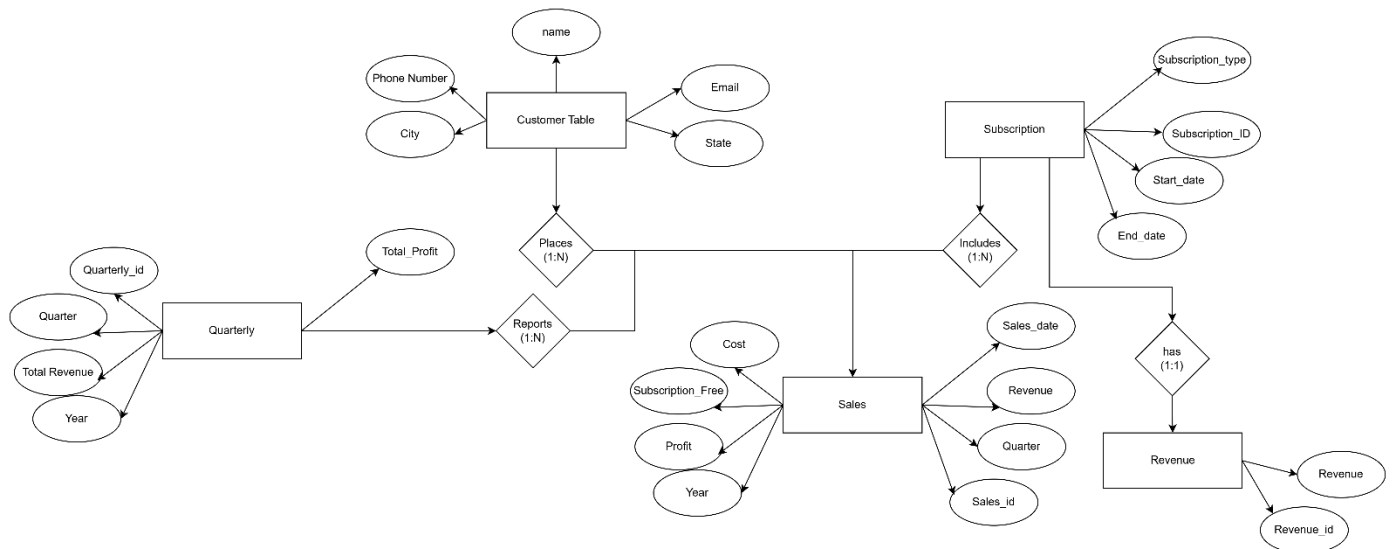 name
Phone Number
Email
City
State
Customer Table
Subscription
Subscription_type
Subscription_ID
Start_date
End_date
Places
(1:N)
Includes
(1:N)
Total_Profit
Quarterly_id
Quarter
Quarterly
Total Revenue
Year
Reports
(1:N)
Cost
Subscription_Free
Profit
Year
Sales
Sales_date
Revenue
Quarter
Sales_id
has
(1:1)
Revenue
Revenue
Revenue_id